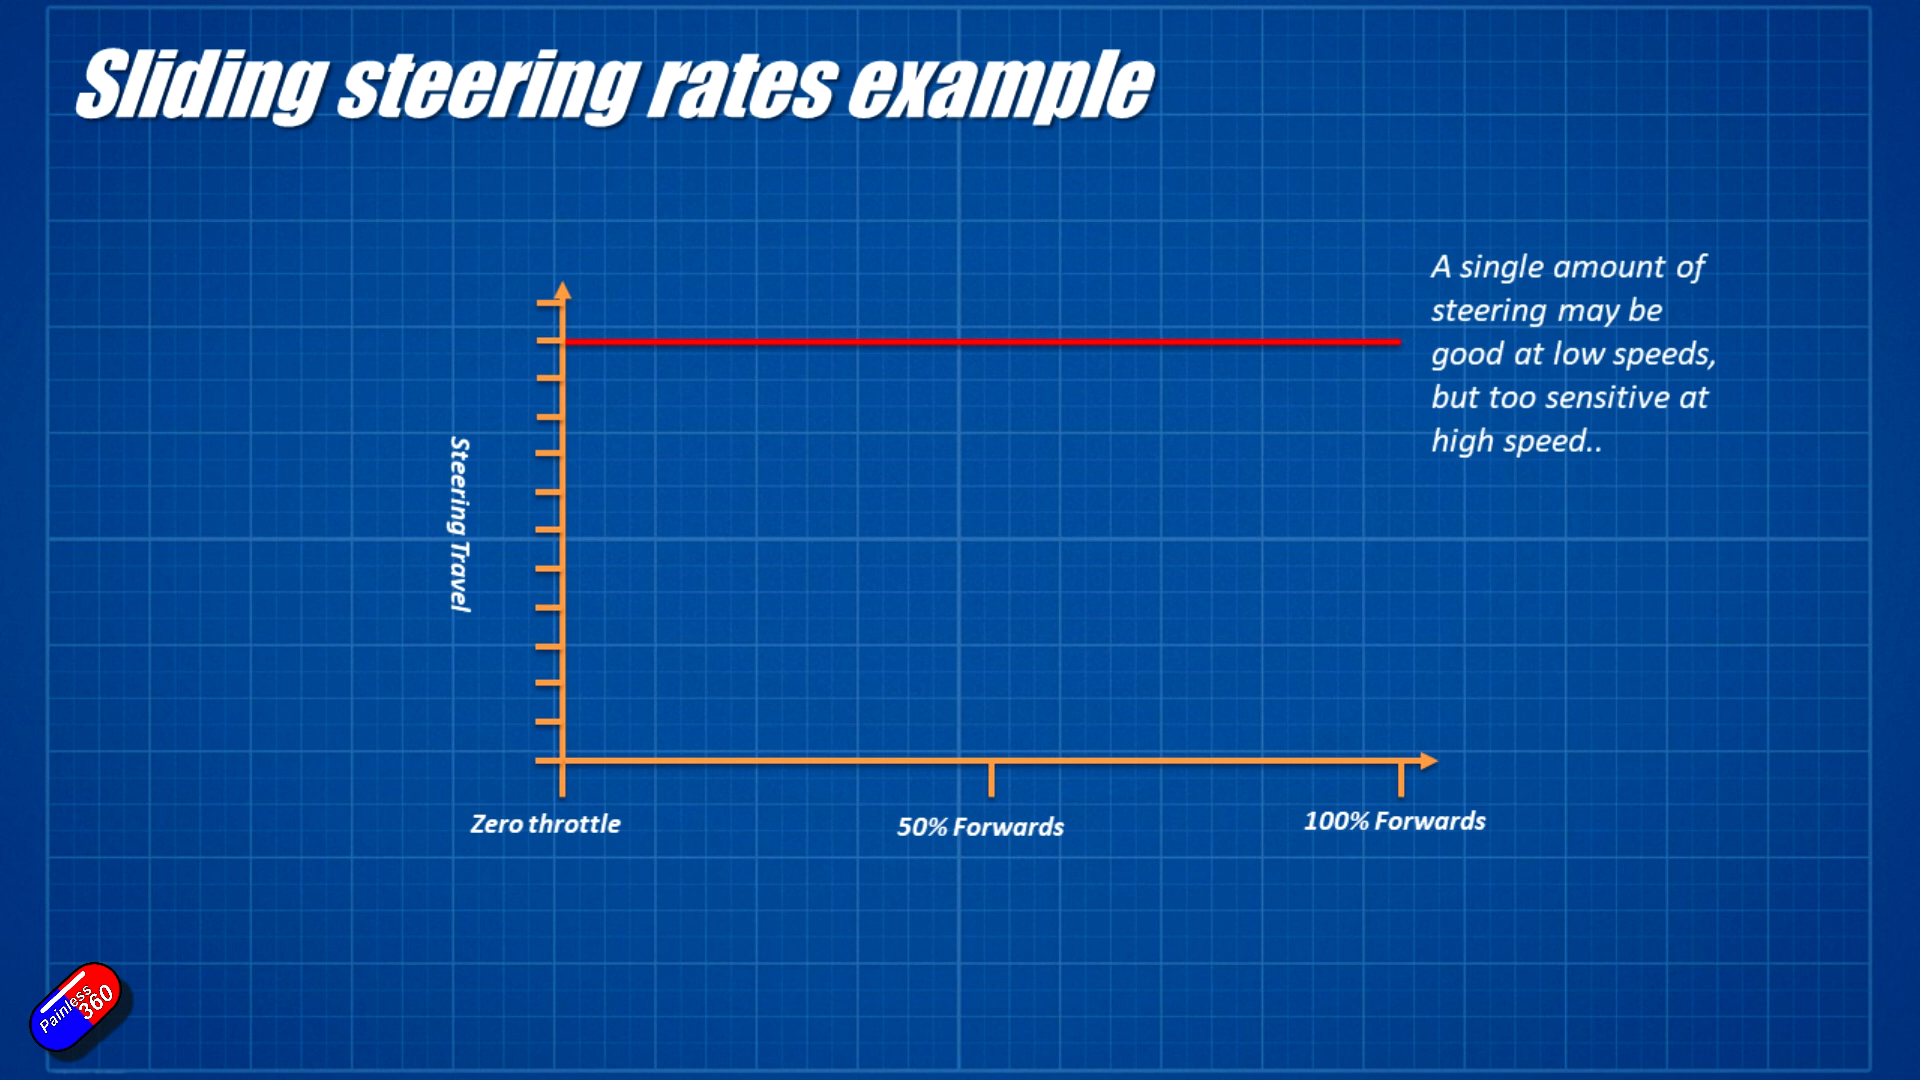 Sliding steering rates example
A single amount of
steering may be
good at low speeds,
but too sensitive at
high speed..
Steering Travel
Zero throttle
50% Forwards
100% Forwards
Painless
360